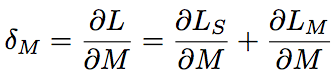 δ_M = ∂L/∂M = ∂L_S/∂M + ∂L_M/∂M